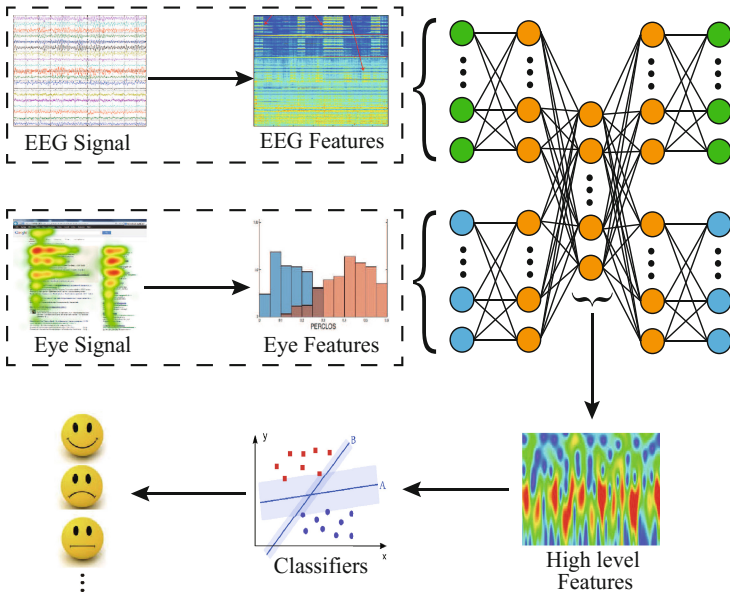 EEG Signal
EEG Features
Eye Signal
PERCLOS
Eye Features
y
B
A
x
Classifiers
High level
Features